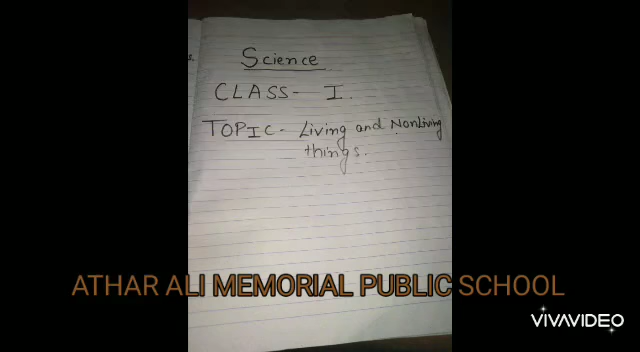 Science
CLASS- I.
TOPIC- Living and NonLiving
things.
ATHAR ALI MEMORIAL PUBLIC SCHOOL
VIVAVIDEO